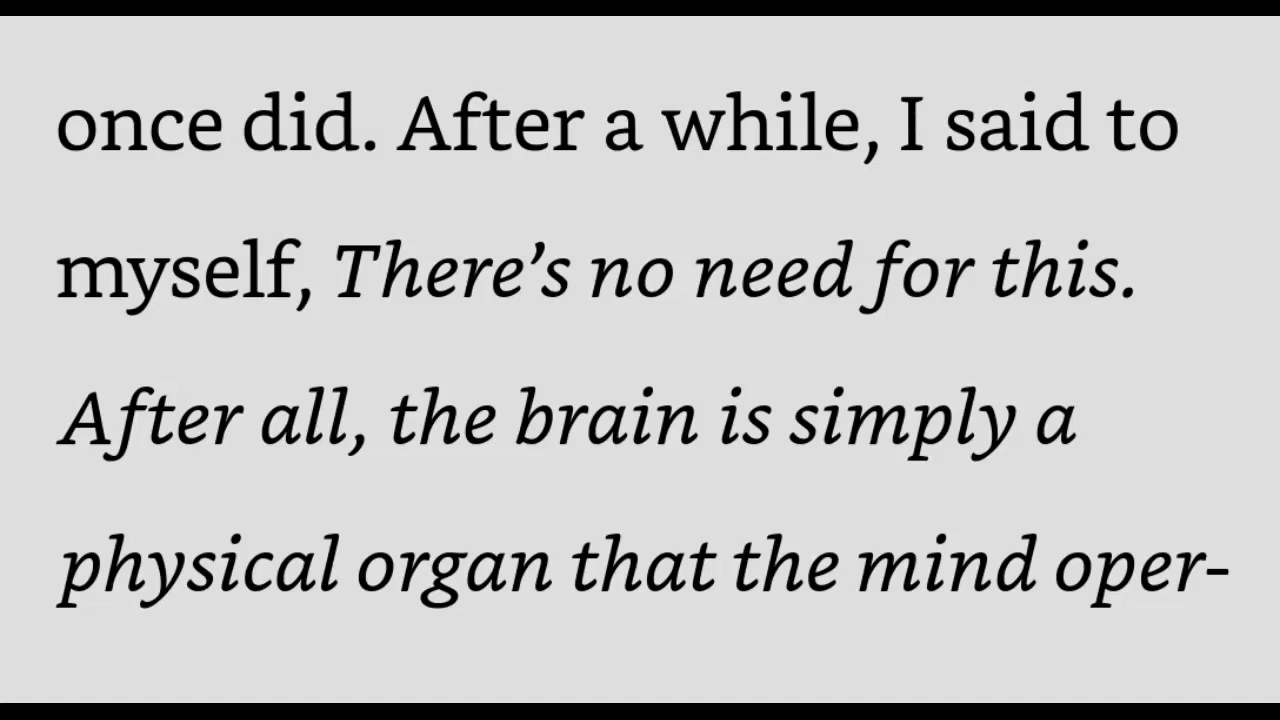 once did. After a while, I said to
myself, There’s no need for this.
After all, the brain is simply a
physical organ that the mind oper-